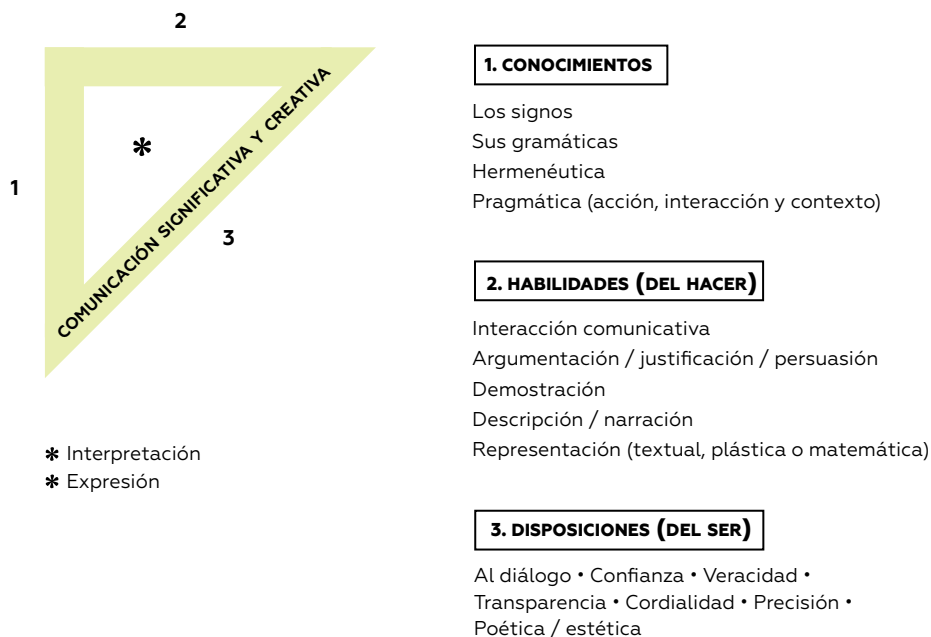 2
1
*
COMUNICACIÓN SIGNIFICATIVA Y CREATIVA
3
* Interpretación
* Expresión
1. CONOCIMIENTOS
Los signos
Sus gramáticas
Hermenéutica
Pragmática (acción, interacción y contexto)
2. HABILIDADES (DEL HACER)
Interacción comunicativa
Argumentación / justificación / persuasión
Demostración
Descripción / narración
Representación (textual, plástica o matemática)
3. DISPOSICIONES (DEL SER)
Al diálogo • Confianza • Veracidad •
Transparencia • Cordialidad • Precisión •
Poética / estética